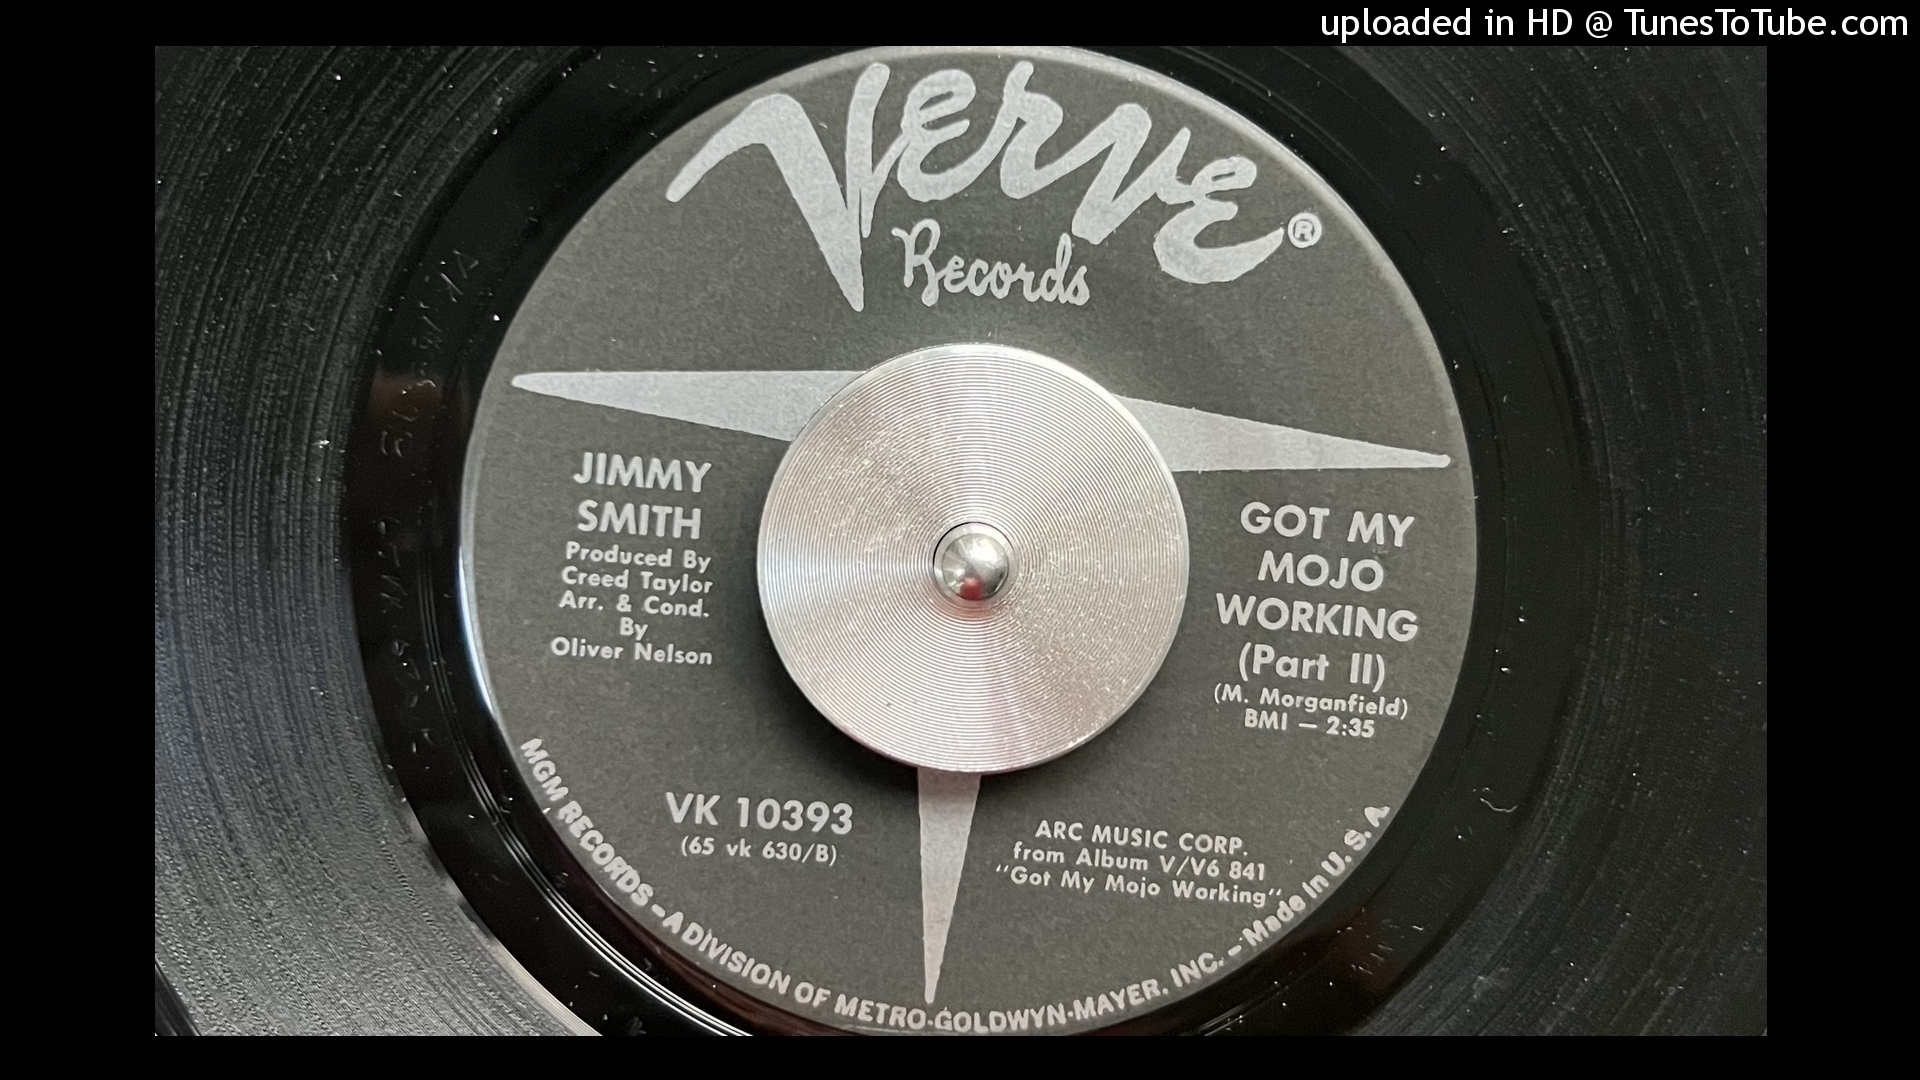 uploaded in HD @ TunesToTube.com
Verve®
Records
JIMMY
SMITH
Produced By
Creed Taylor
Arr. & Cond.
By
Oliver Nelson
GOT MY
MOJO
WORKING
(Part II)
(M. Morganfield)
BMI — 2:35
VK 10393
(65 vk 630/B)
ARC MUSIC CORP.
from Album V/V6 841
"Got My Mojo Working"
MGM RECORDS – A DIVISION OF METRO-GOLDWYN-MAYER, INC. – Made in U. S. A.